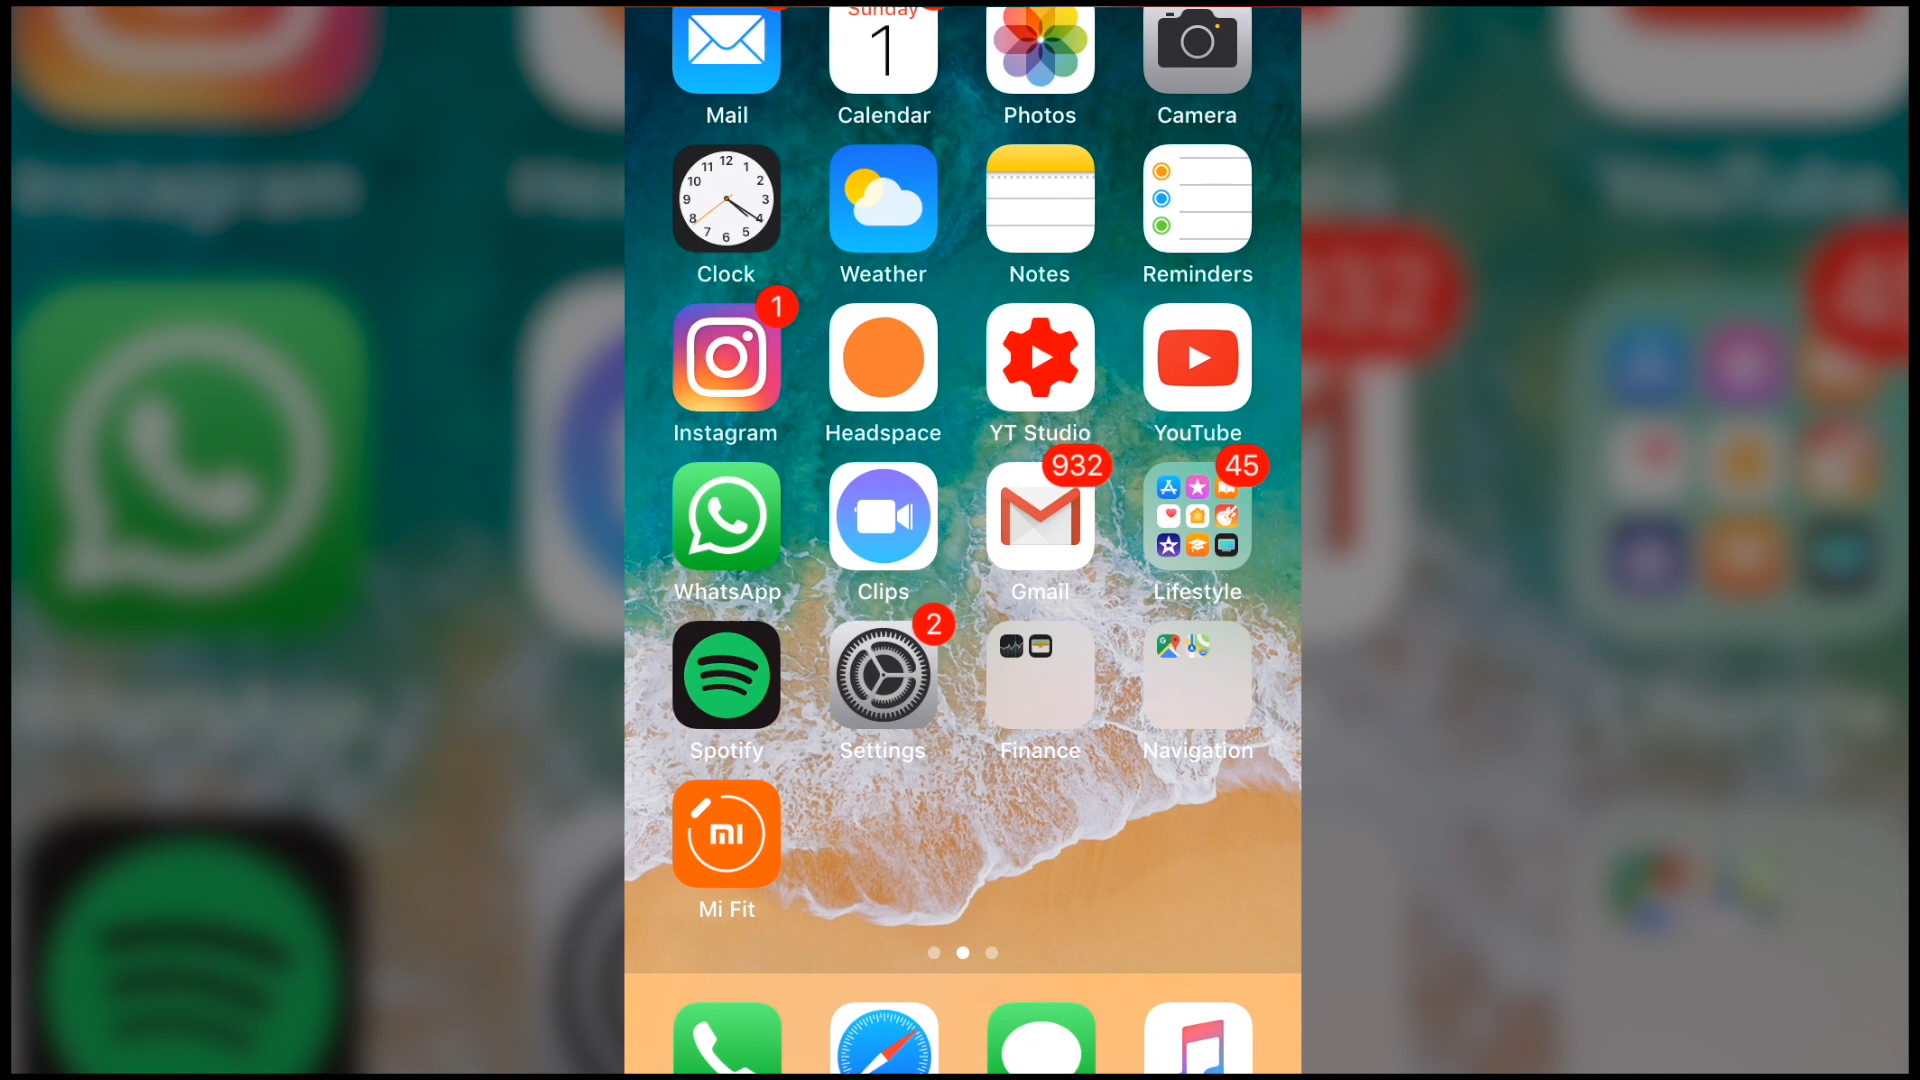 Sunday
1
Mail Calendar Photos Camera
12
11 1
10 2
9 3
8 4
7 5
6
Clock Weather Notes Reminders
1
Instagram Headspace YT Studio YouTube
932 45
WhatsApp Clips Gmail Lifestyle
2
Spotify Settings Finance Navigation
mi
Mi Fit